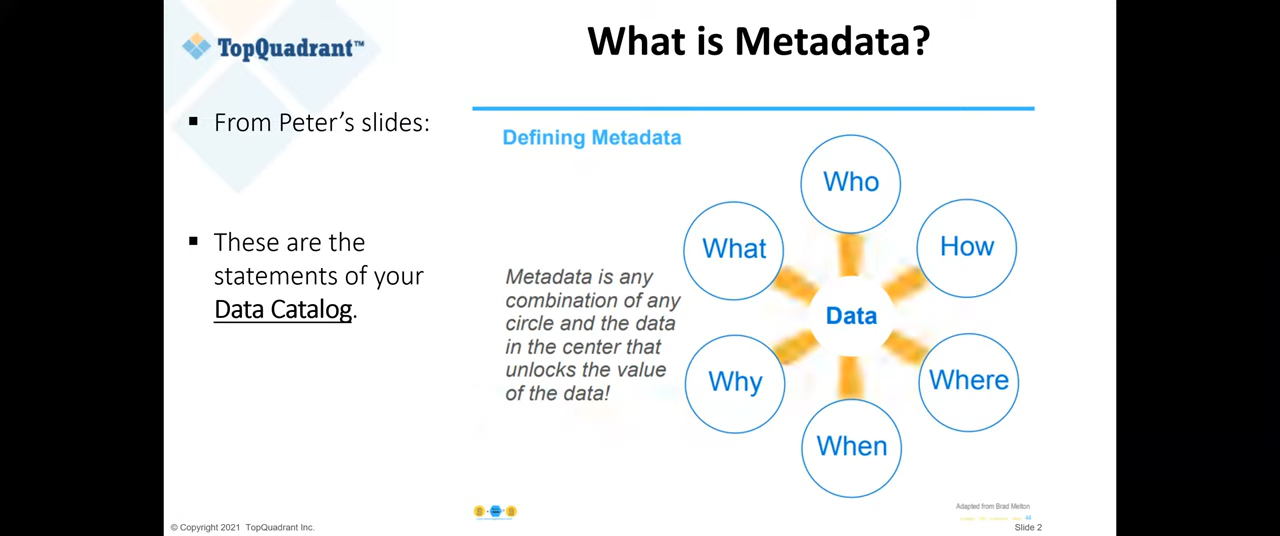 TopQuadrant™
What is Metadata?
▪ From Peter's slides:
▪ These are the
statements of your
Data Catalog.
Defining Metadata
Metadata is any
combination of any
circle and the data
in the center that
unlocks the value
of the data!
Who
What
How
Data
Why
Where
When
Adapted from Brad Melton
© Copyright 2021 TopQuadrant Inc.
Slide 2